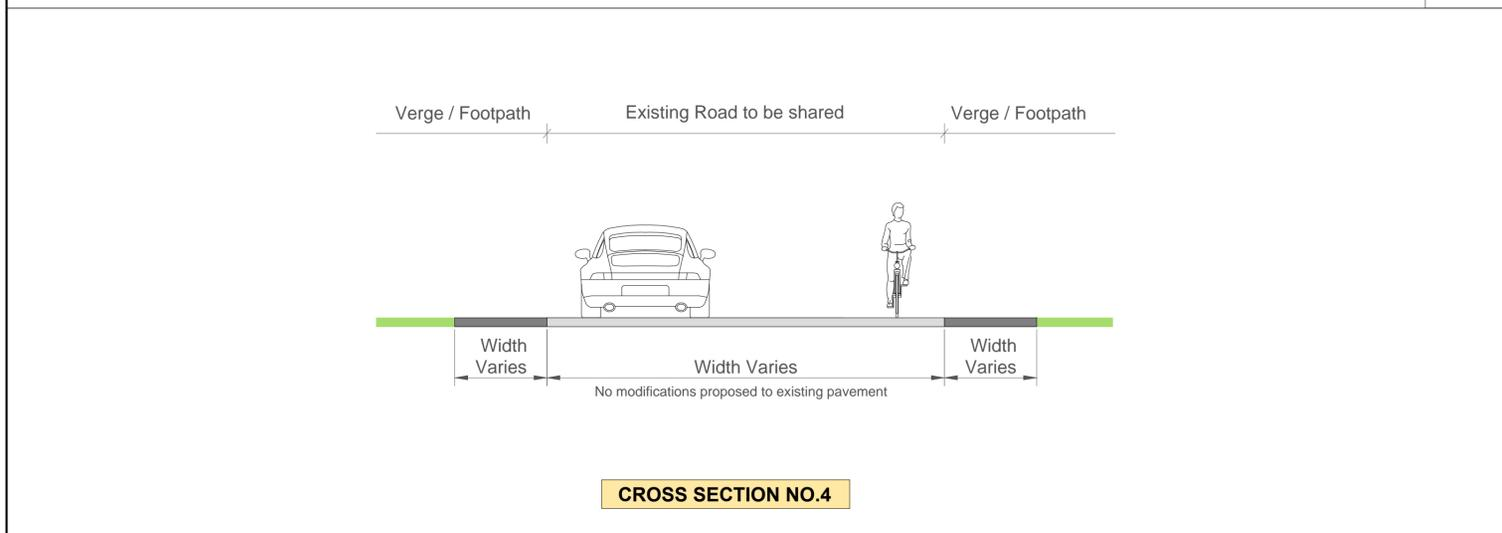 Verge / Footpath
Existing Road to be shared
Verge / Footpath
Width
Varies
Width Varies
No modifications proposed to existing pavement
Width
Varies
CROSS SECTION NO.4